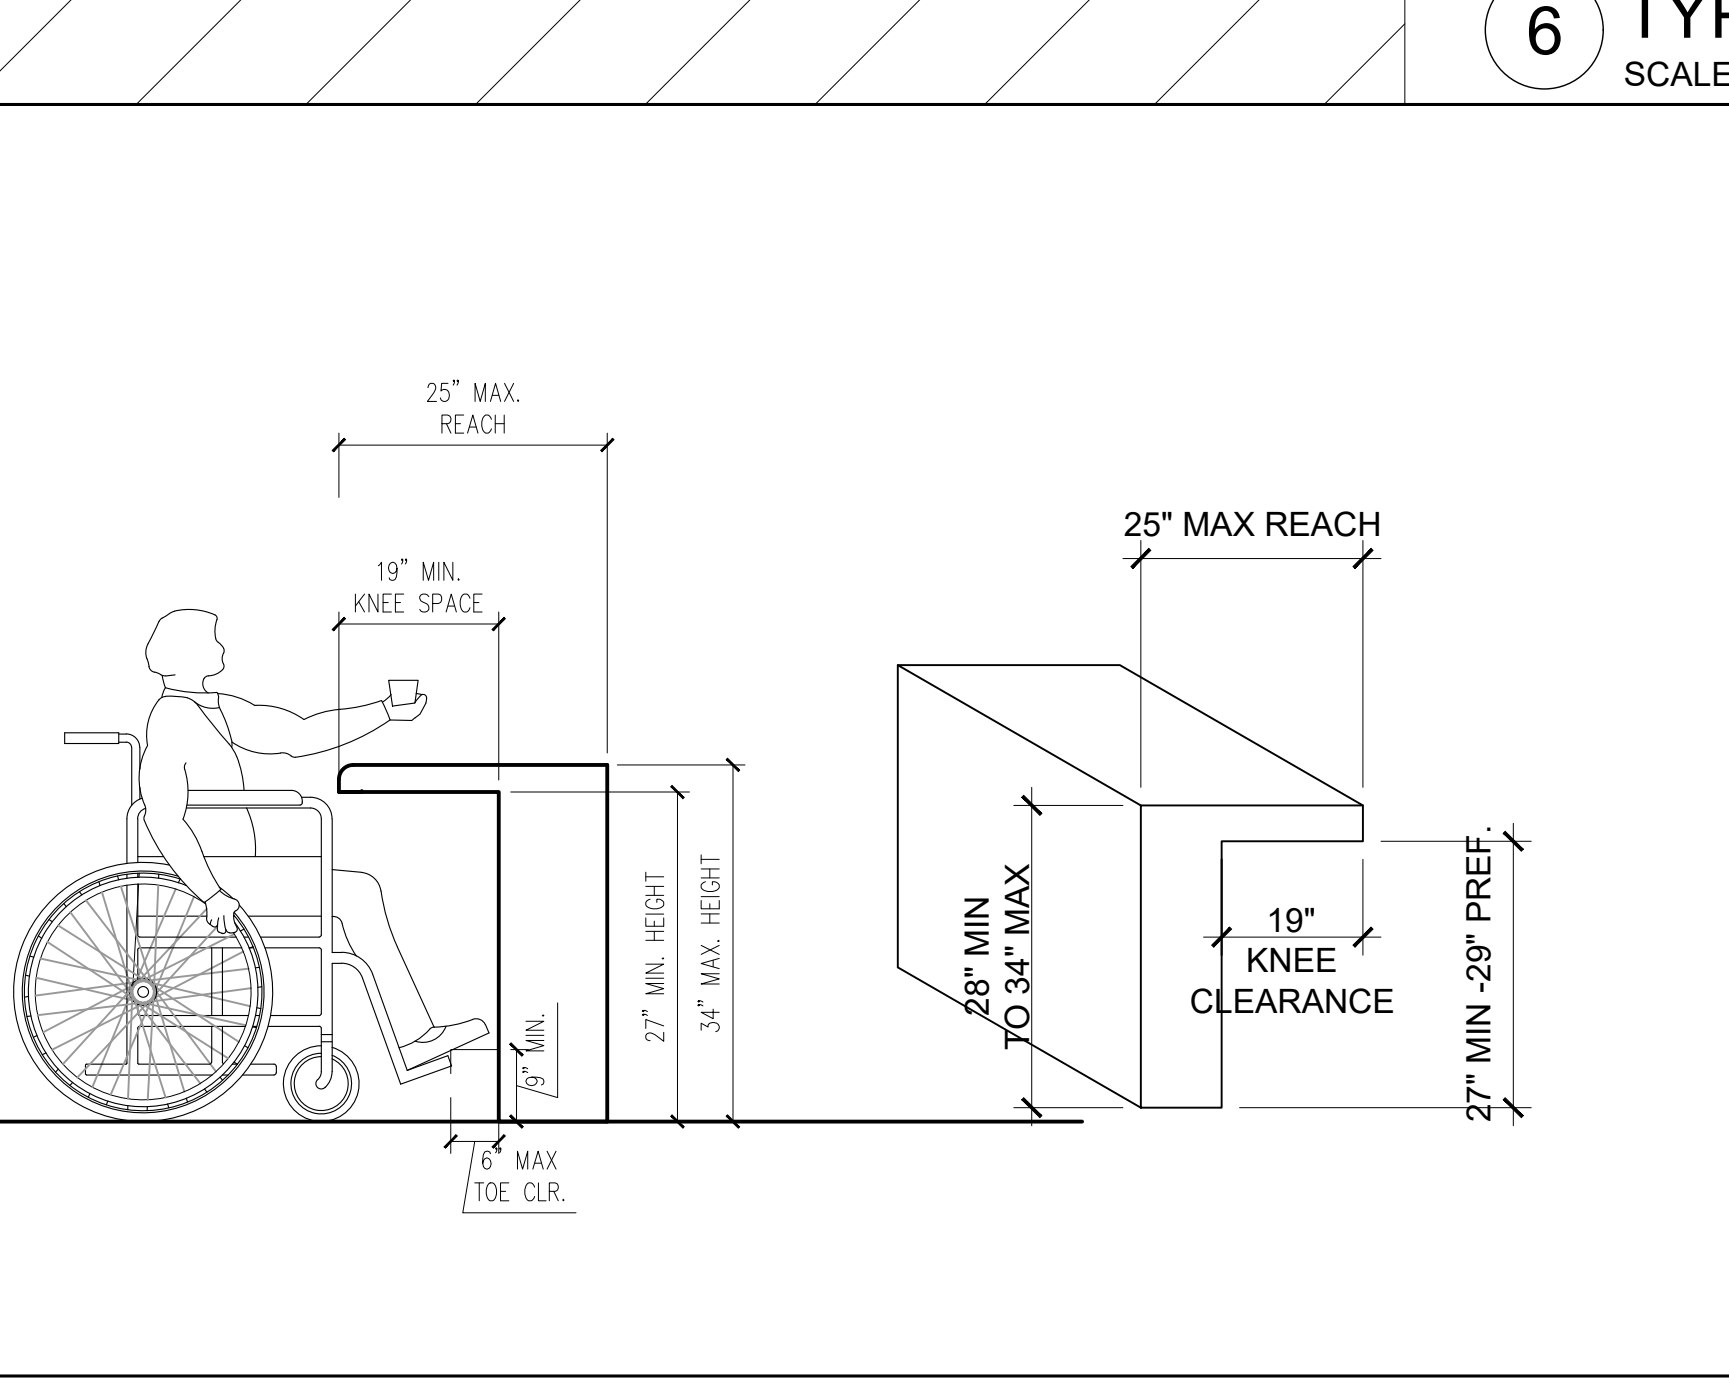 6
SCALE
25” MAX.
REACH
19” MIN.
KNEE SPACE
27” MIN. HEIGHT
34” MAX. HEIGHT
9” MIN.
6” MAX
TOE CLR.
25" MAX REACH
28" MIN
TO 34" MAX
19"
KNEE
CLEARANCE
27" MIN -29" PREF.